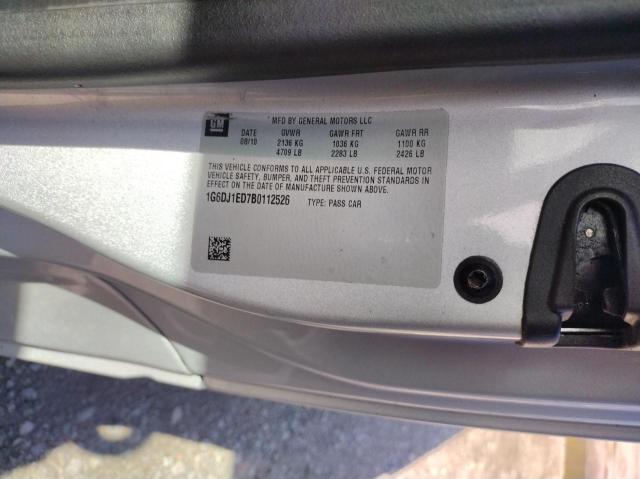 GM
MFD BY GENERAL MOTORS LLC
DATE GVWR GAWR FRT GAWR RR
08/10 2136 KG 1036 KG 1100 KG
4709 LB 2283 LB 2426 LB
THIS VEHICLE CONFORMS TO ALL APPLICABLE U.S. FEDERAL MOTOR
VEHICLE SAFETY, BUMPER, AND THEFT PREVENTION STANDARDS IN
EFFECT ON THE DATE OF MANUFACTURE SHOWN ABOVE.
1G6DJ1ED7B0112526 TYPE: PASS CAR